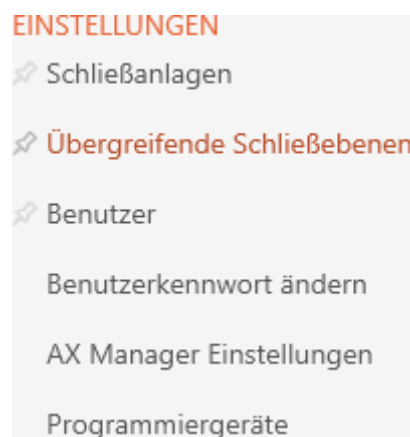 EINSTELLUNGEN
Schließanlagen
Übergreifende Schließebenen
Benutzer
Benutzerkennwort ändern
AX Manager Einstellungen
Programmiergeräte